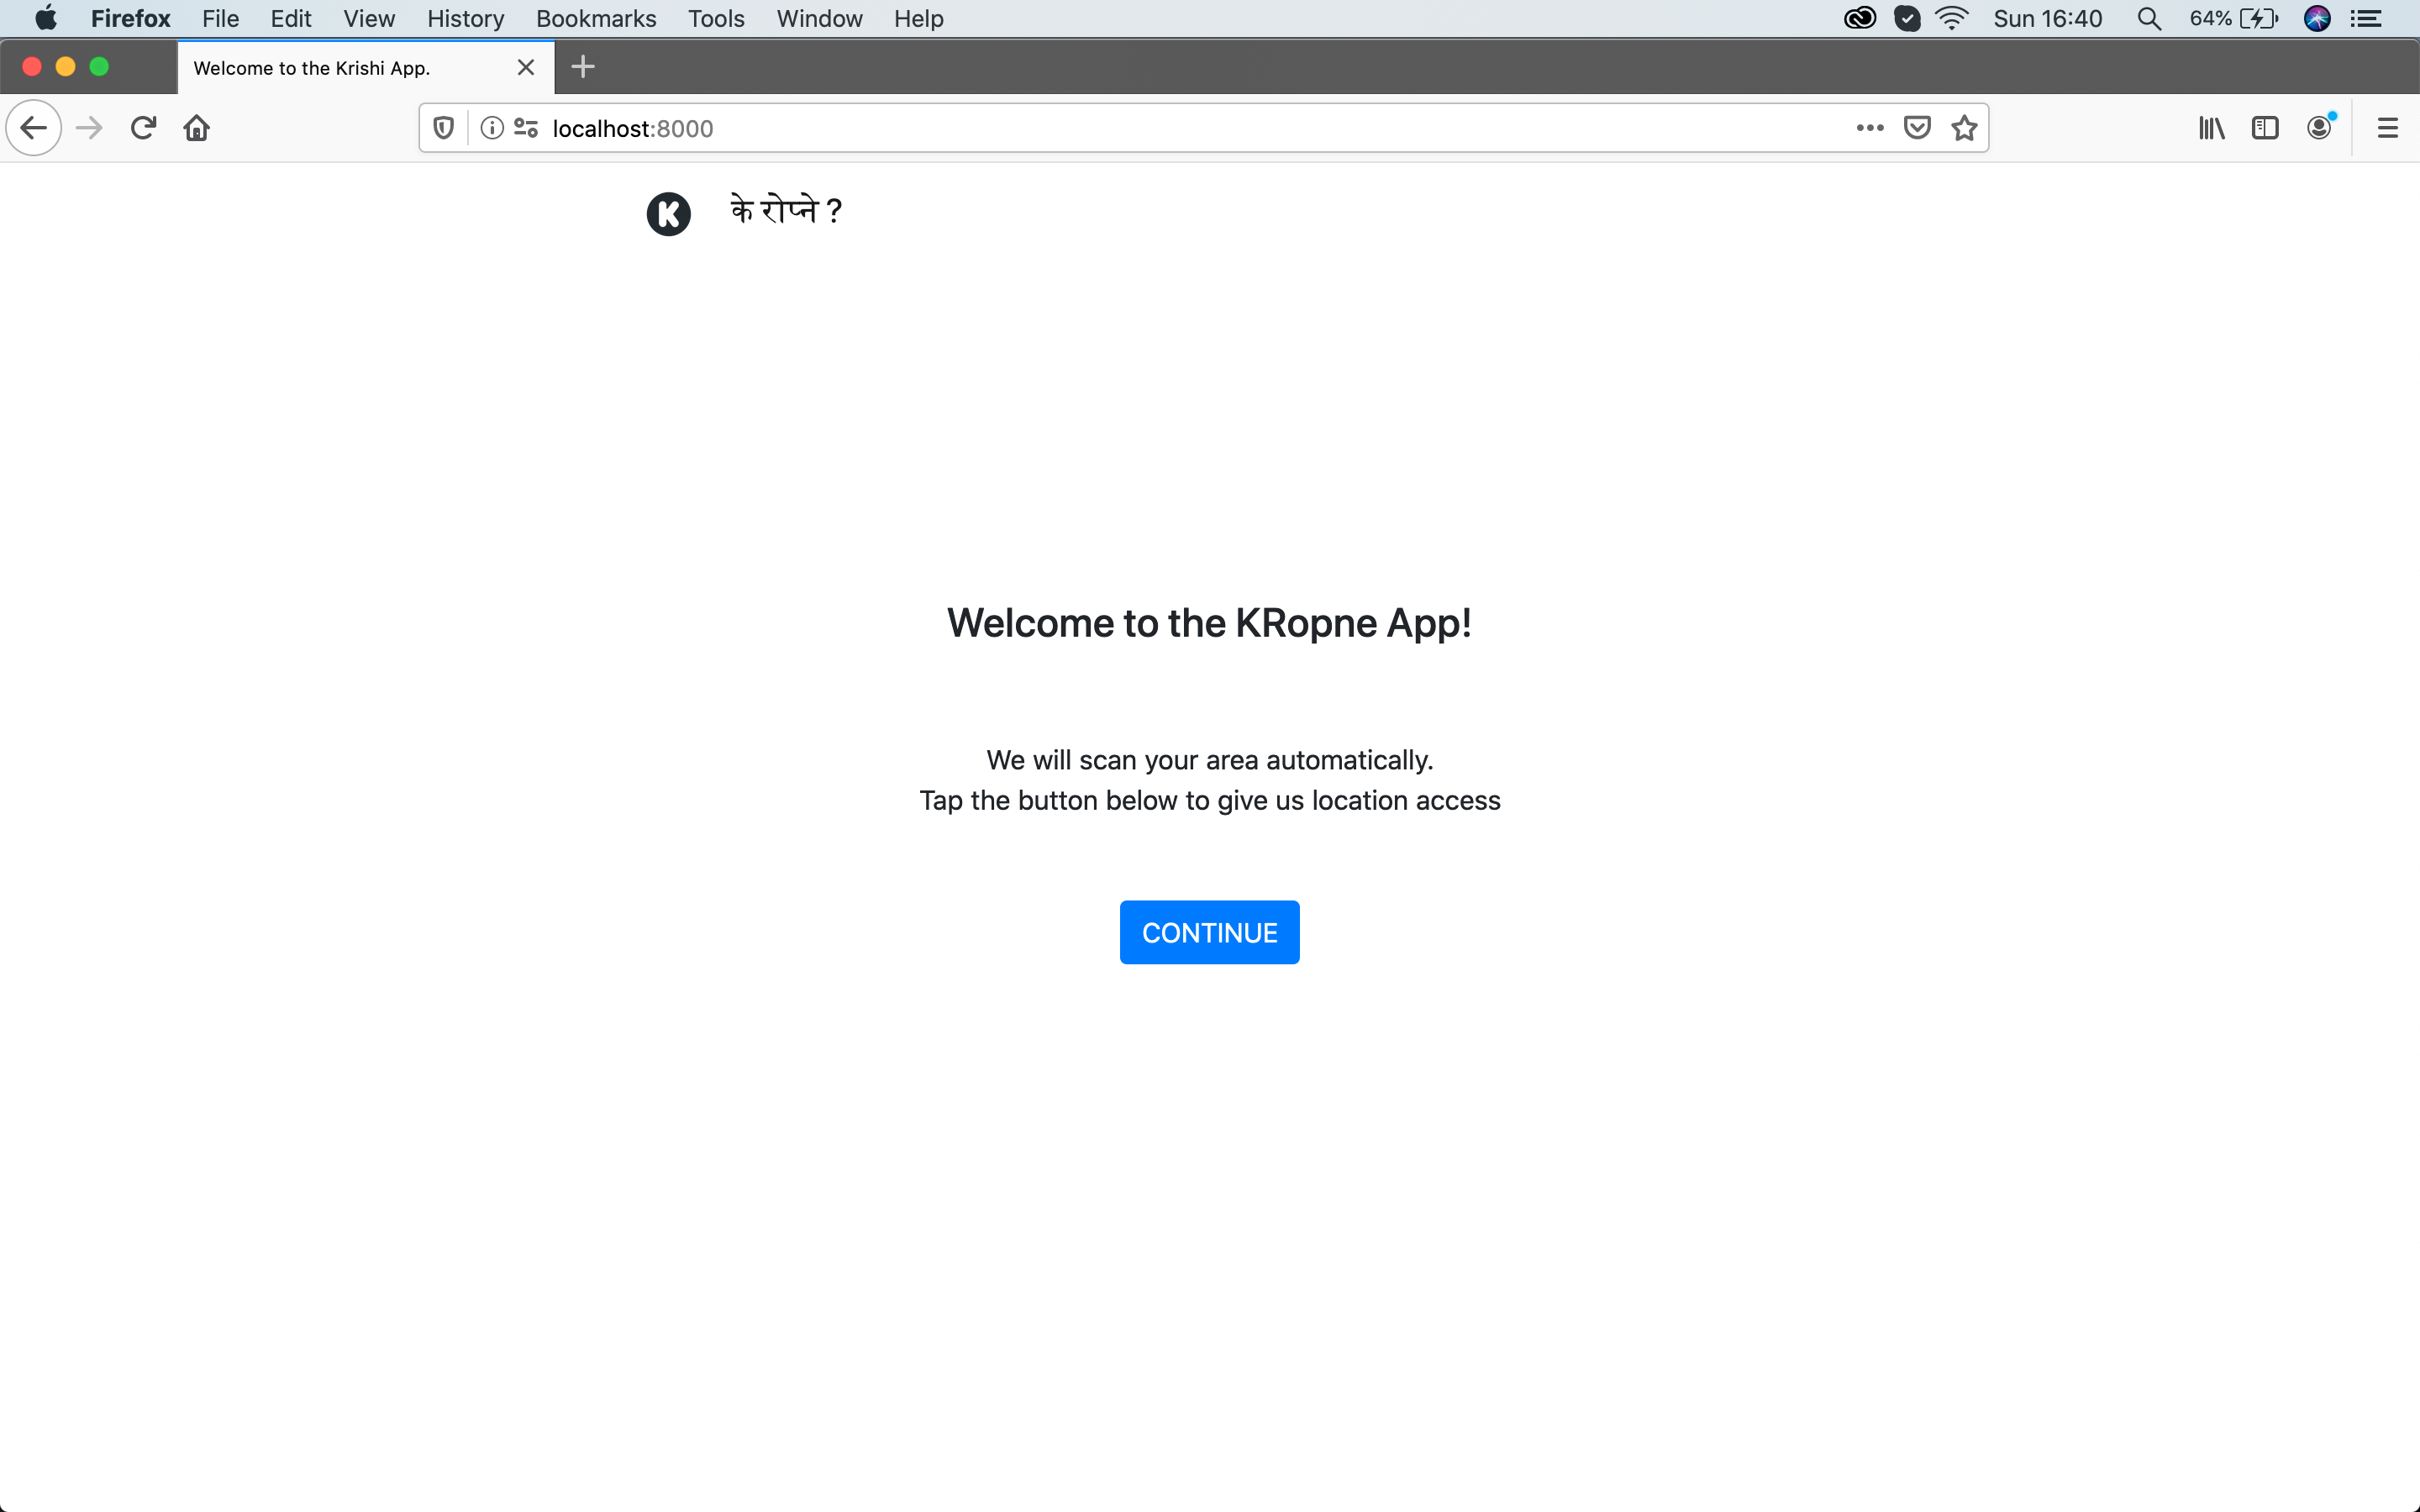 Firefox File Edit View History Bookmarks Tools Window Help Sun 16:40 64%
Welcome to the Krishi App.
localhost:8000
K के रोप्ने ?
Welcome to the KRopne App!
We will scan your area automatically.
Tap the button below to give us location access
CONTINUE